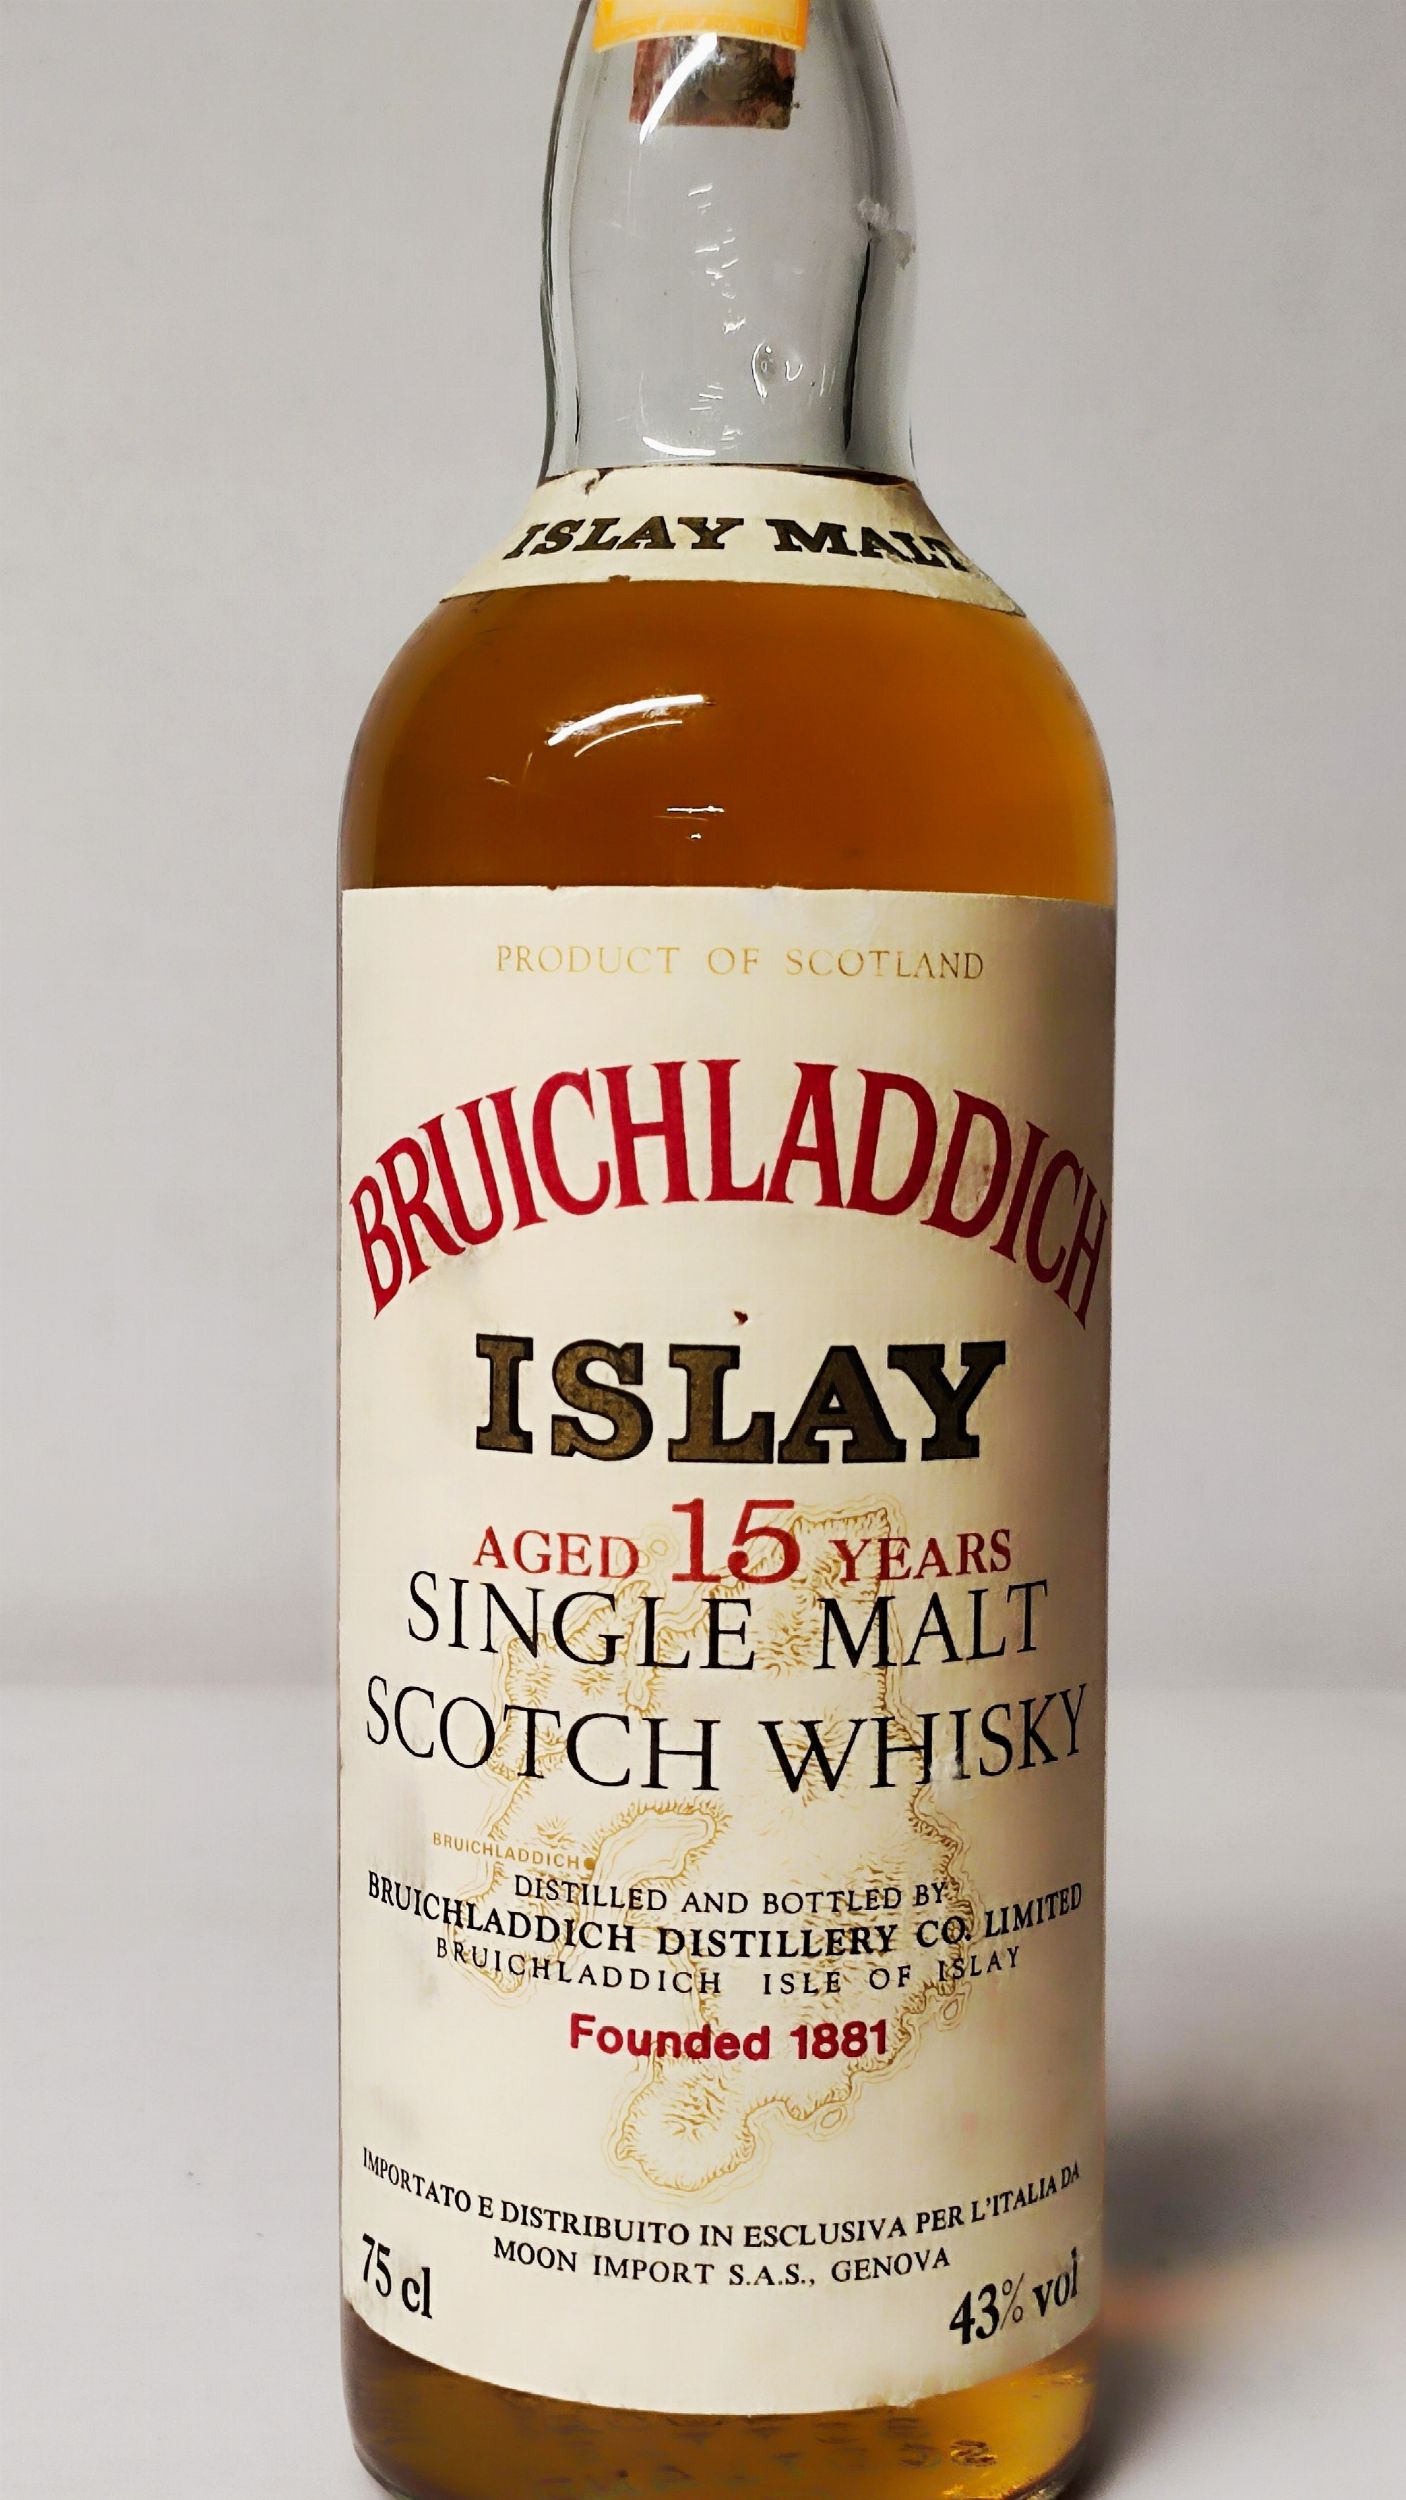 ISLAY MALT
PRODUCT OF SCOTLAND
BRUICHLADDICH
ISLAY
AGED 15 YEARS
SINGLE MALT
SCOTCH WHISKY
BRUICHLADDICH
DISTILLED AND BOTTLED BY
BRUICHLADDICH DISTILLERY CO. LIMITED
BRUICHLADDICH ISLE OF ISLAY
Founded 1881
IMPORTATO E DISTRIBUITO IN ESCLUSIVA PER L'ITALIA DA
MOON IMPORT S.A.S., GENOVA
75 cl
43% vol